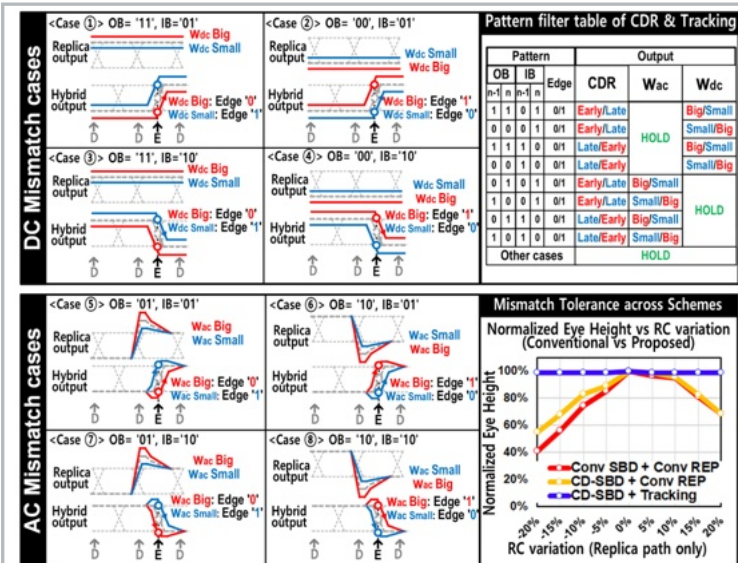 DC Mismatch cases
<Case ①> OB= '11', IB='01'
Replica output
Wdc Big
Wdc Small
Hybrid output
Wdc Big: Edge '0'
Wdc Small: Edge '1'
D E D
<Case ②> OB= '00', IB='01'
Replica output
Wdc Small
Wdc Big
Hybrid output
Wdc Big: Edge '1'
Wdc Small: Edge '0'
D E D
<Case ③> OB= '11', IB='10'
Replica output
Wdc Big
Wdc Small
Hybrid output
Wdc Big: Edge '0'
Wdc Small: Edge '1'
D E D
<Case ④> OB= '00', IB='10'
Replica output
Wdc Small
Wdc Big
Hybrid output
Wdc Big: Edge '1'
Wdc Small: Edge '0'
D E D
Pattern filter table of CDR & Tracking
Pattern Output
OB IB Edge CDR Wac Wdc
n-1 n n-1 n
1 1 0 1 0/1 Early/Late HOLD Big/Small
0 0 0 1 0/1 Early/Late Small/Big
1 1 1 0 0/1 Late/Early Big/Small
0 0 1 0 0/1 Late/Early Small/Big
0 1 0 1 0/1 Early/Late Big/Small HOLD
1 0 0 1 0/1 Early/Late Small/Big
0 1 1 0 0/1 Late/Early Big/Small
1 0 1 0 0/1 Late/Early Small/Big
Other cases HOLD
AC Mismatch cases
<Case ⑤> OB= '01', IB='01'
Replica output
Wac Big
Wac Small
Hybrid output
Wac Big: Edge '0'
Wac Small: Edge '1'
D E D
<Case ⑥> OB= '10', IB='01'
Replica output
Wac Small
Wac Big
Hybrid output
Wac Big: Edge '1'
Wac Small: Edge '0'
D E D
<Case ⑦> OB= '01', IB='10'
Replica output
Wac Big
Wac Small
Hybrid output
Wac Big: Edge '0'
Wac Small: Edge '1'
D E D
<Case ⑧> OB= '10', IB='10'
Replica output
Wac Small
Wac Big
Hybrid output
Wac Big: Edge '1'
Wac Small: Edge '0'
D E D
Mismatch Tolerance across Schemes
Normalized Eye Height vs RC variation
(Conventional vs Proposed)
Normalized Eye Height
100%
80%
60%
40%
20%
0%
Conv SBD + Conv REP
CD-SBD + Conv REP
CD-SBD + Tracking
-20% -15% -10% -5% 0% 5% 10% 15% 20%
RC variation (Replica path only)